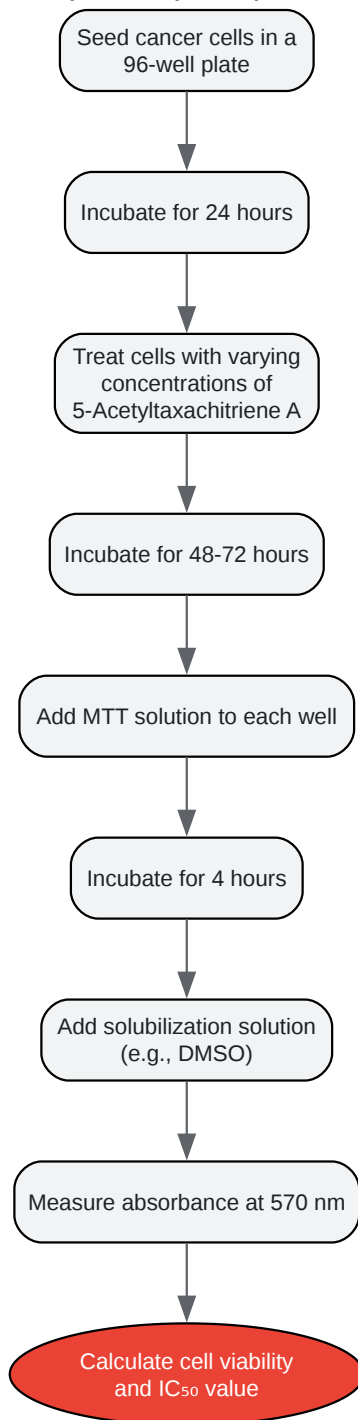 Seed cancer cells in a
96-well plate
Incubate for 24 hours
Treat cells with varying
concentrations of
5-Acetyltaxachitriene A
Incubate for 48-72 hours
Add MTT solution to each well
Incubate for 4 hours
Add solubilization solution
(e.g., DMSO)
Measure absorbance at 570 nm
Calculate cell viability
and IC₅₀ value